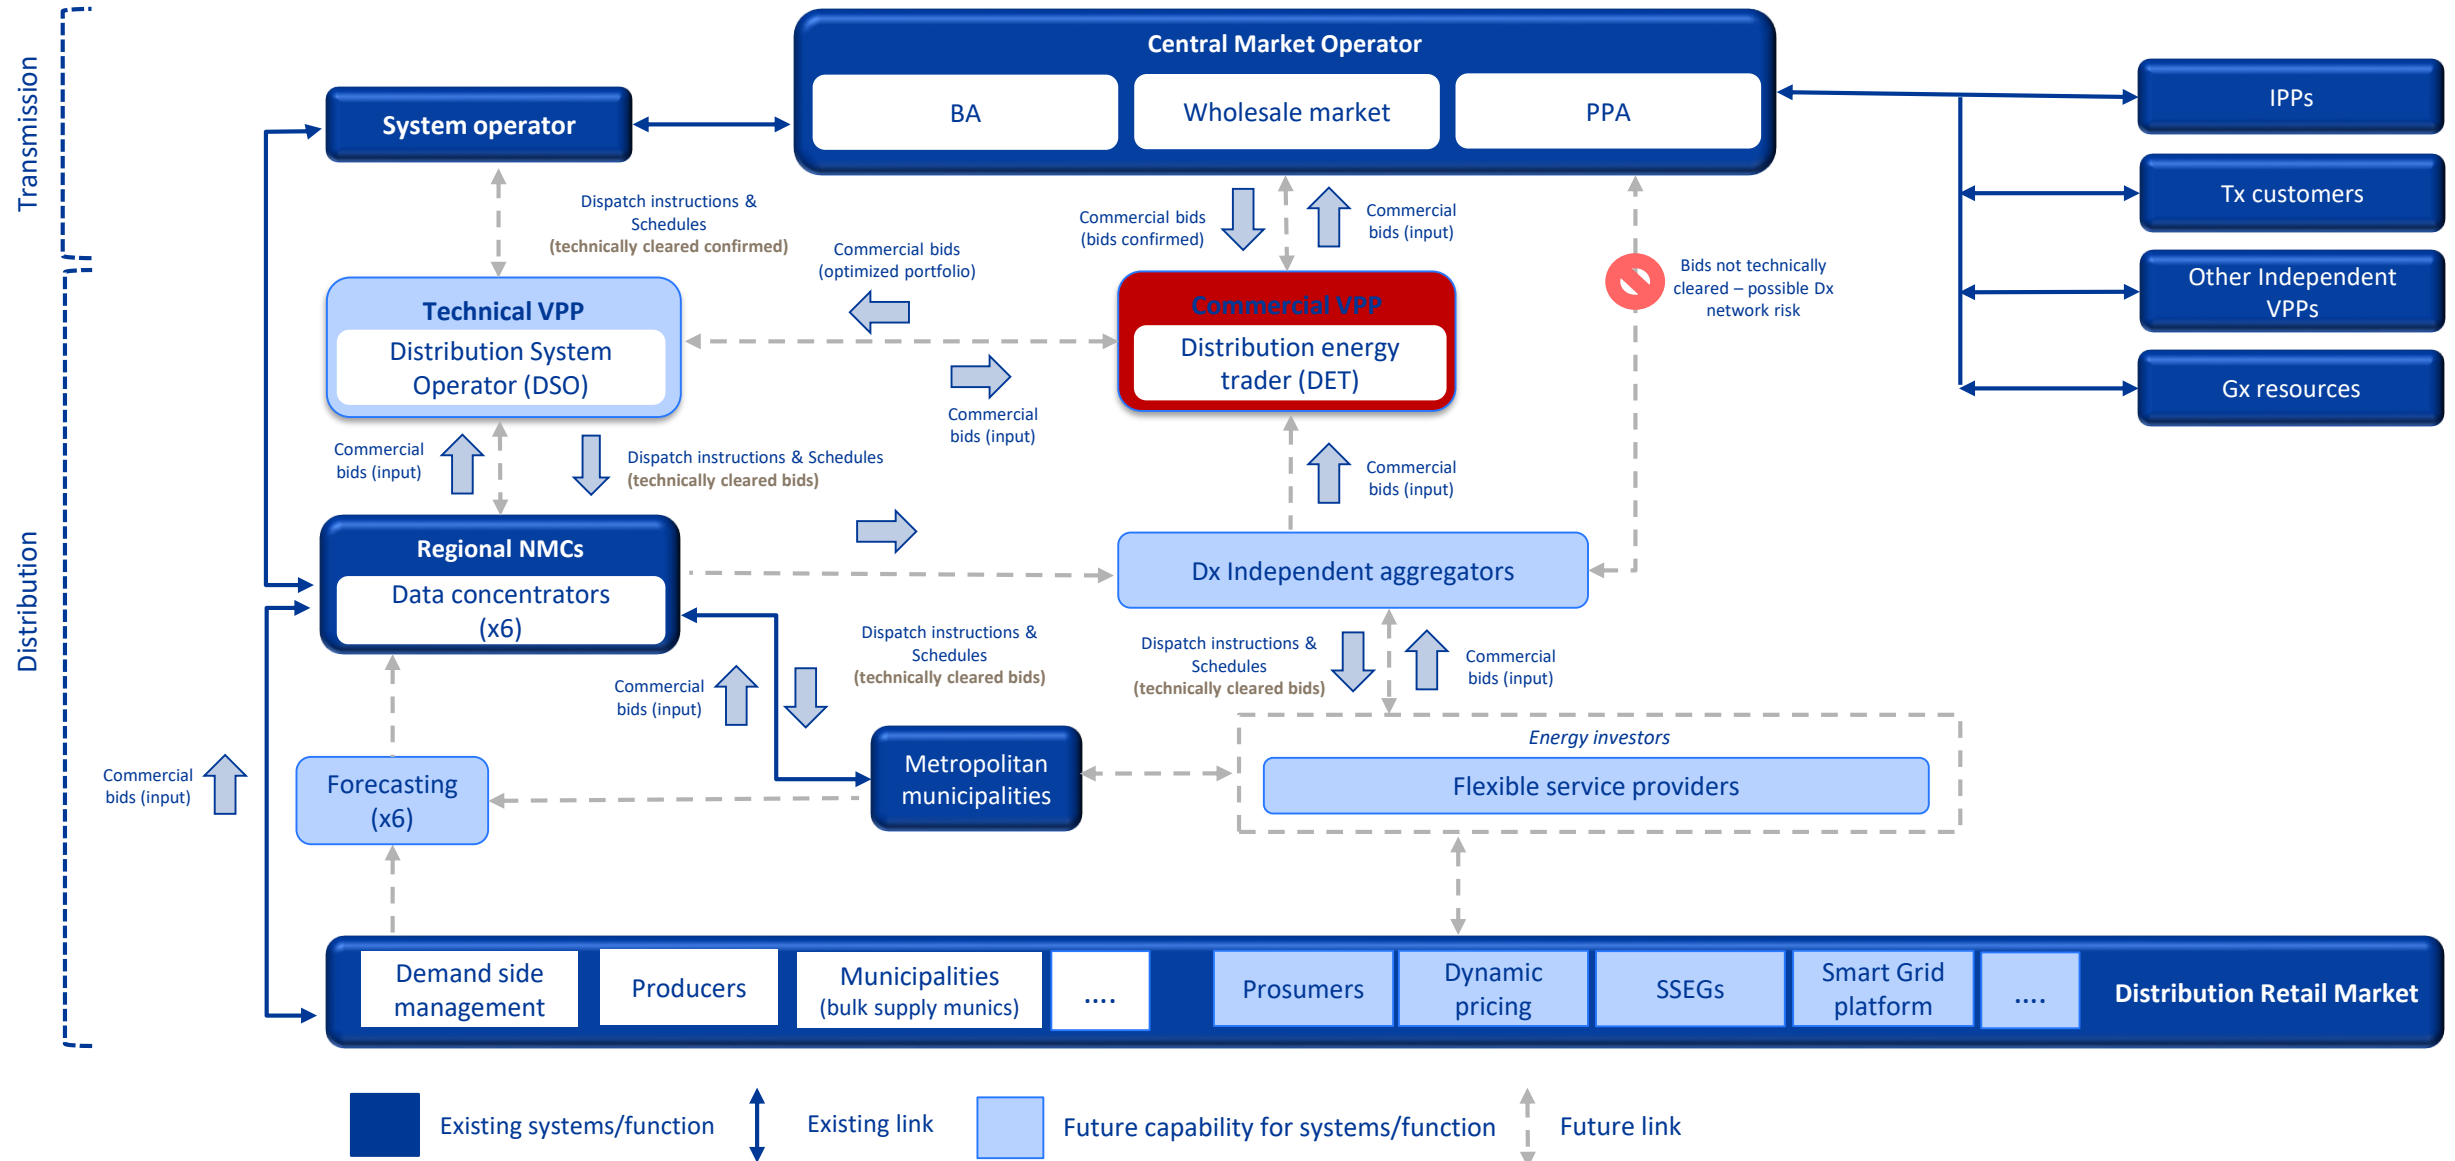 Transmission
Distribution
Central Market Operator
BA
Wholesale market
PPA
System operator
IPPs
Tx customers
Other Independent
VPPs
Gx resources
Dispatch instructions &
Schedules
(technically cleared confirmed)
Commercial bids
(optimized portfolio)
Commercial bids
(bids confirmed)
Commercial
bids (input)
Bids not technically
cleared – possible Dx
network risk
Technical VPP
Distribution System
Operator (DSO)
Commercial VPP
Distribution energy
trader (DET)
Commercial
bids (input)
Commercial
bids (input)
Dispatch instructions & Schedules
(technically cleared bids)
Commercial
bids (input)
Regional NMCs
Data concentrators
(x6)
Dx Independent aggregators
Commercial
bids (input)
Dispatch instructions &
Schedules
(technically cleared bids)
Dispatch instructions &
Schedules
(technically cleared bids)
Commercial
bids (input)
Commercial
bids (input)
Forecasting
(x6)
Metropolitan
municipalities
Energy investors
Flexible service providers
Demand side
management
Producers
Municipalities
(bulk supply munics)
....
Prosumers
Dynamic
pricing
SSEGs
Smart Grid
platform
....
Distribution Retail Market
Existing systems/function
Existing link
Future capability for systems/function
Future link